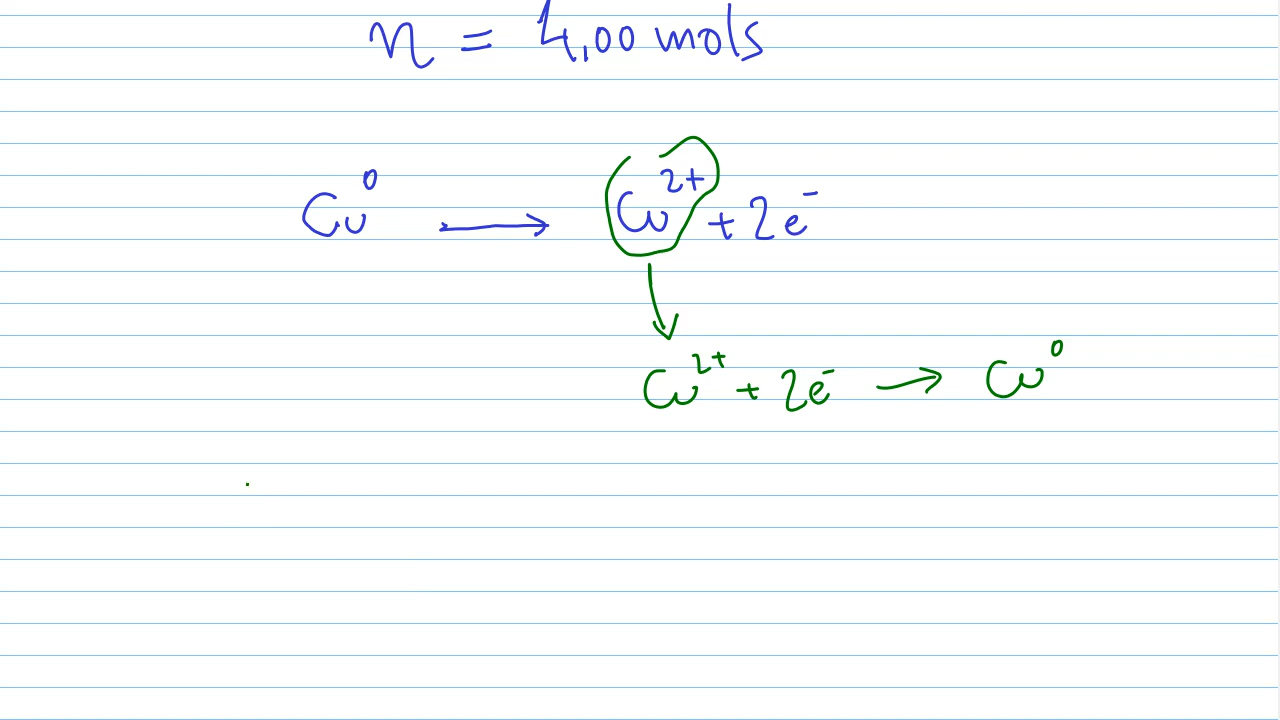 n = 4,00 mols
Cu⁰ → Cu²⁺ + 2e⁻
Cu²⁺ + 2e⁻ → Cu⁰